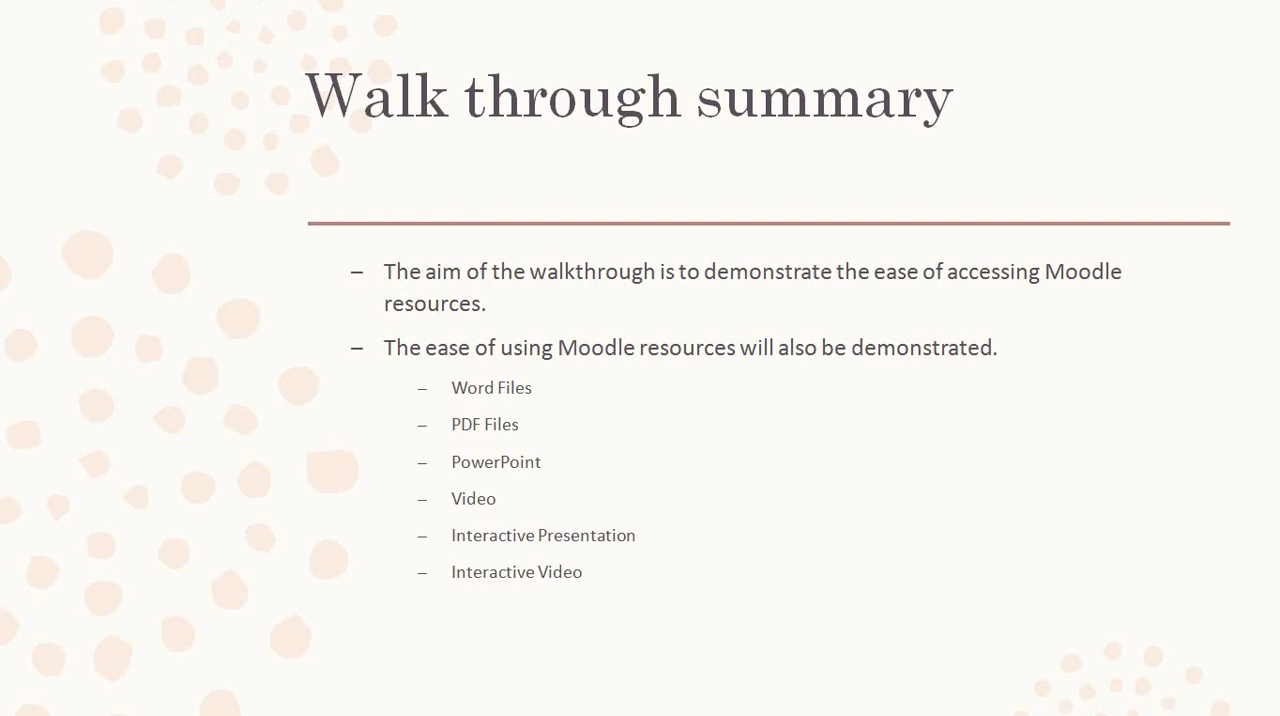 Walk through summary
– The aim of the walkthrough is to demonstrate the ease of accessing Moodle
resources.
– The ease of using Moodle resources will also be demonstrated.
– Word Files
– PDF Files
– PowerPoint
– Video
– Interactive Presentation
– Interactive Video